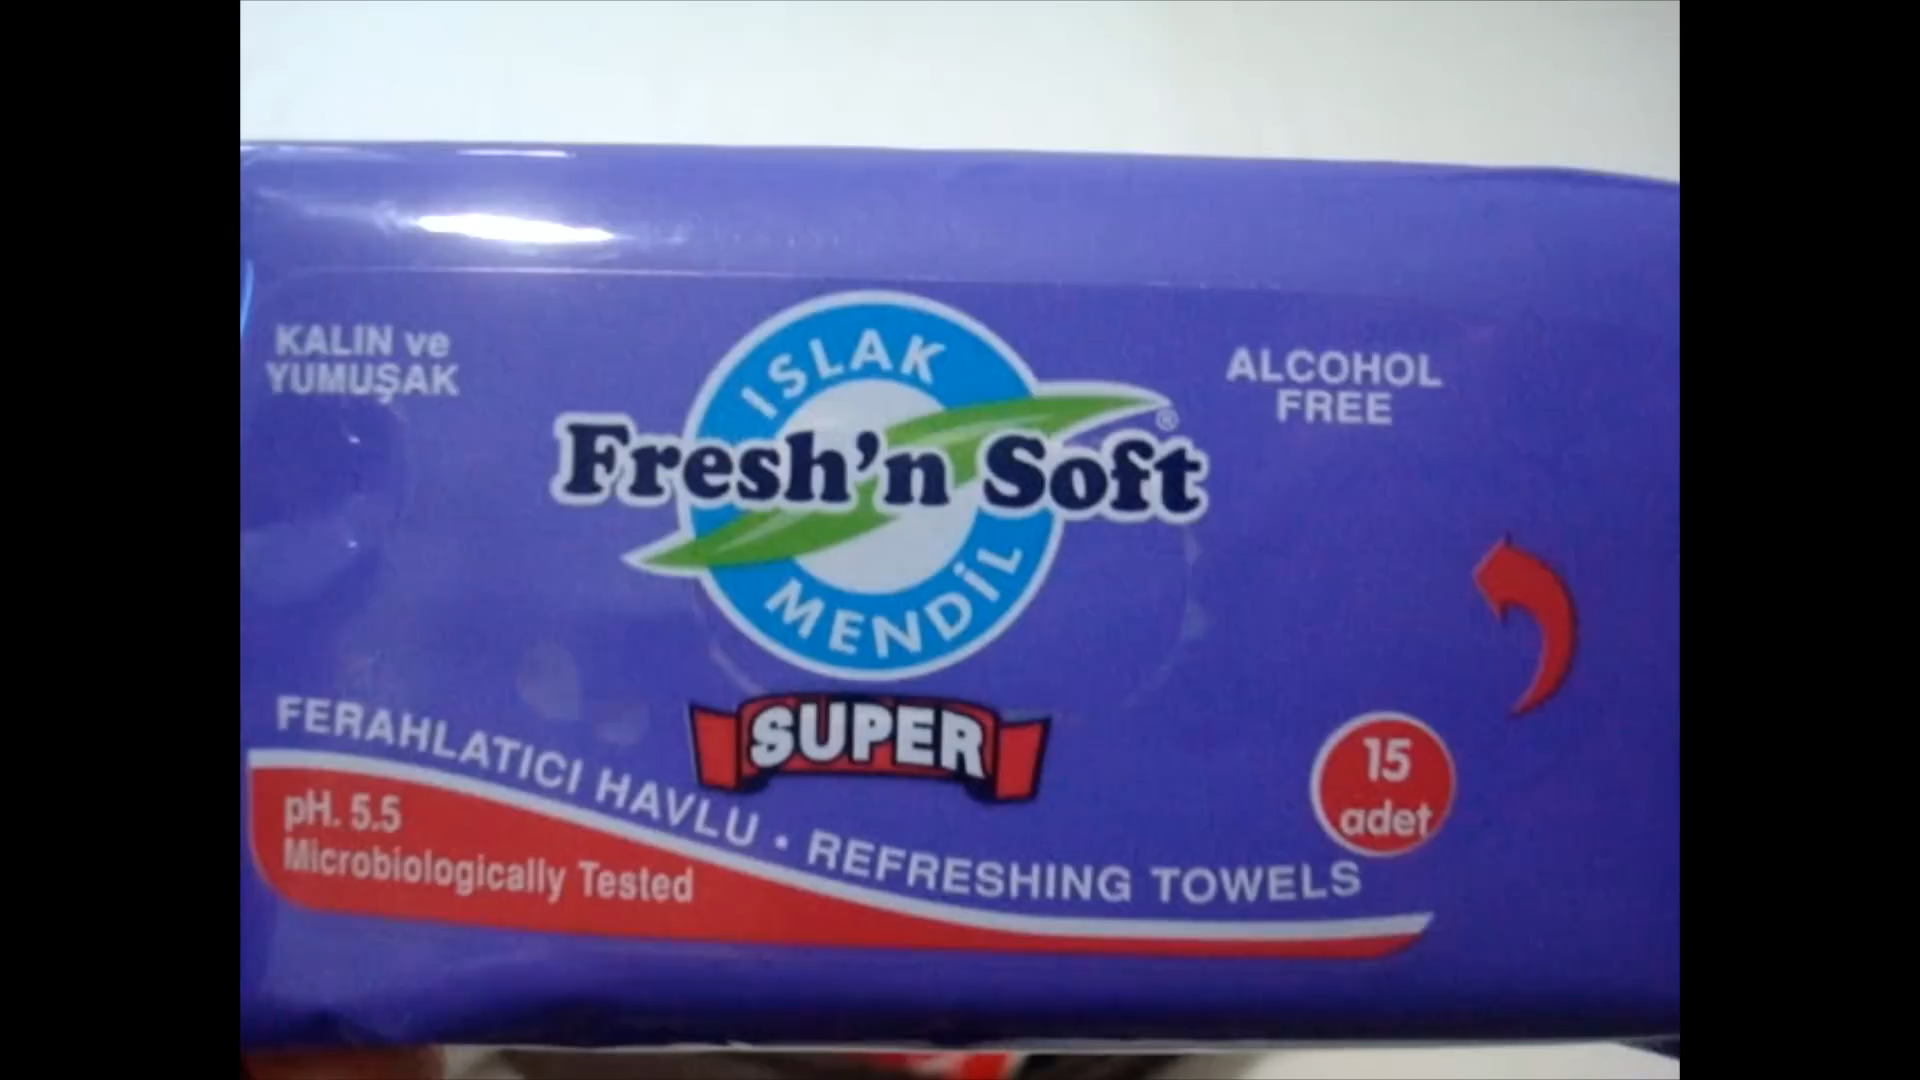 KALIN ve
YUMUŞAK
ISLAK
Fresh'n Soft®
MENDİL
SUPER
ALCOHOL
FREE
FERAHLATICI HAVLU • REFRESHING TOWELS
pH. 5.5
Microbiologically Tested
15
adet